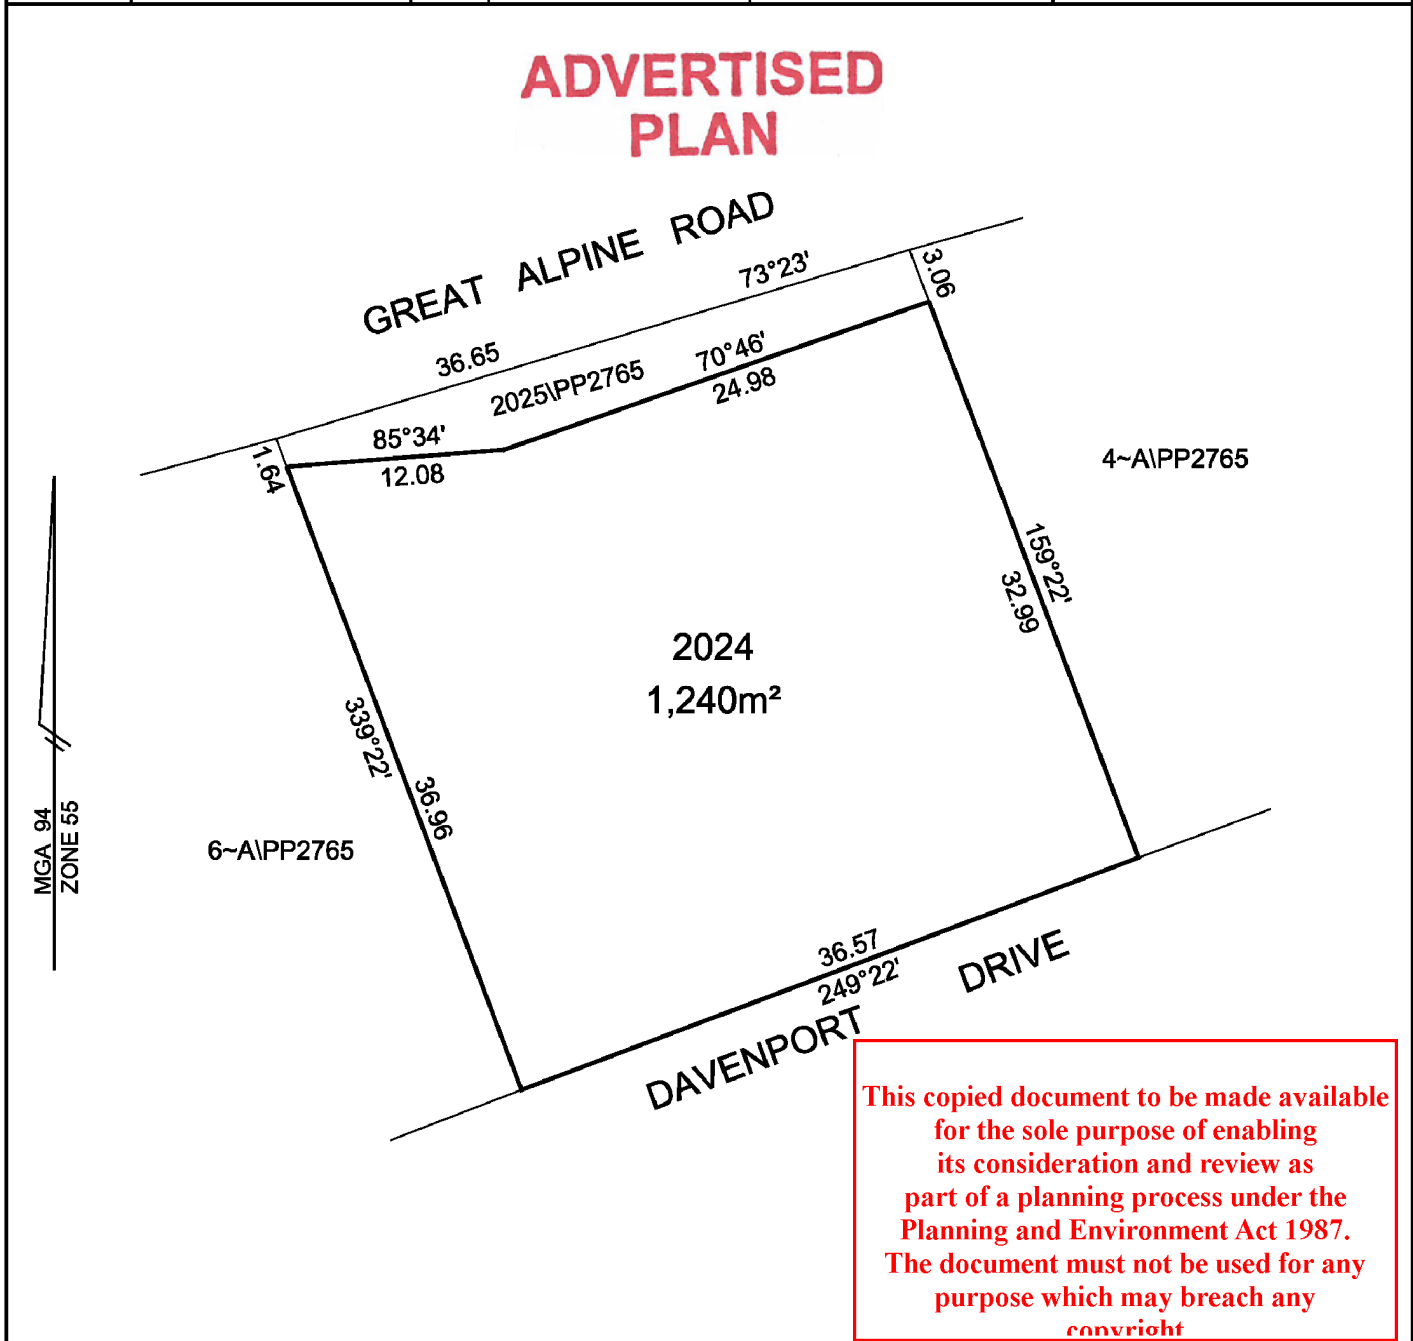 ADVERTISED
PLAN
GREAT ALPINE ROAD
73°23'
3.06
36.65
2025\PP2765
70°46'
24.98
85°34'
12.08
1.64
4~A\PP2765
159°22'
32.99
2024
1,240m²
339°22'
36.96
MGA 94
ZONE 55
6~A\PP2765
36.57
249°22'
DAVENPORT DRIVE
This copied document to be made available
for the sole purpose of enabling
its consideration and review as
part of a planning process under the
Planning and Environment Act 1987.
The document must not be used for any
purpose which may breach any
copyright